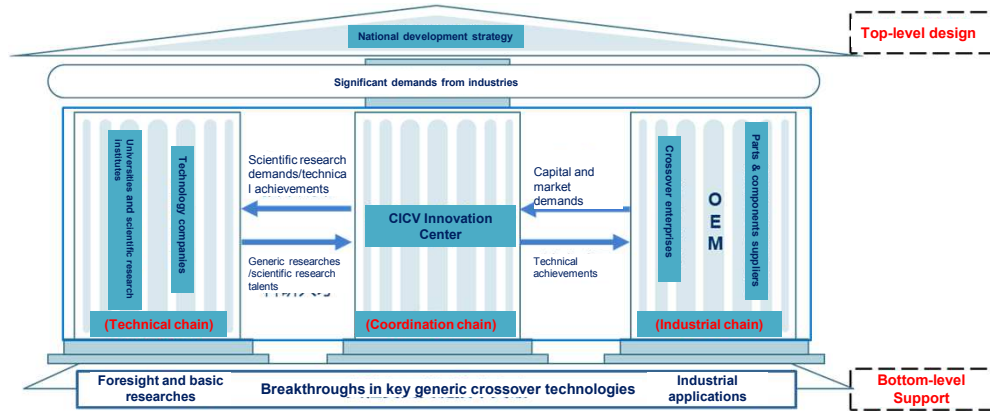 National development strategy
Top-level design
Significant demands from industries
Universities and scientific research
institutes
Technology companies
Scientific research
demands/technica
l achievements
Generic researches
/scientific research
talents
CICV Innovation
Center
Capital and
market
demands
Technical
achievements
Crossover enterprises
OEM
Parts & components suppliers
(Technical chain)
(Coordination chain)
(Industrial chain)
Foresight and basic
researches
Breakthroughs in key generic crossover technologies
Industrial
applications
Bottom-level
Support